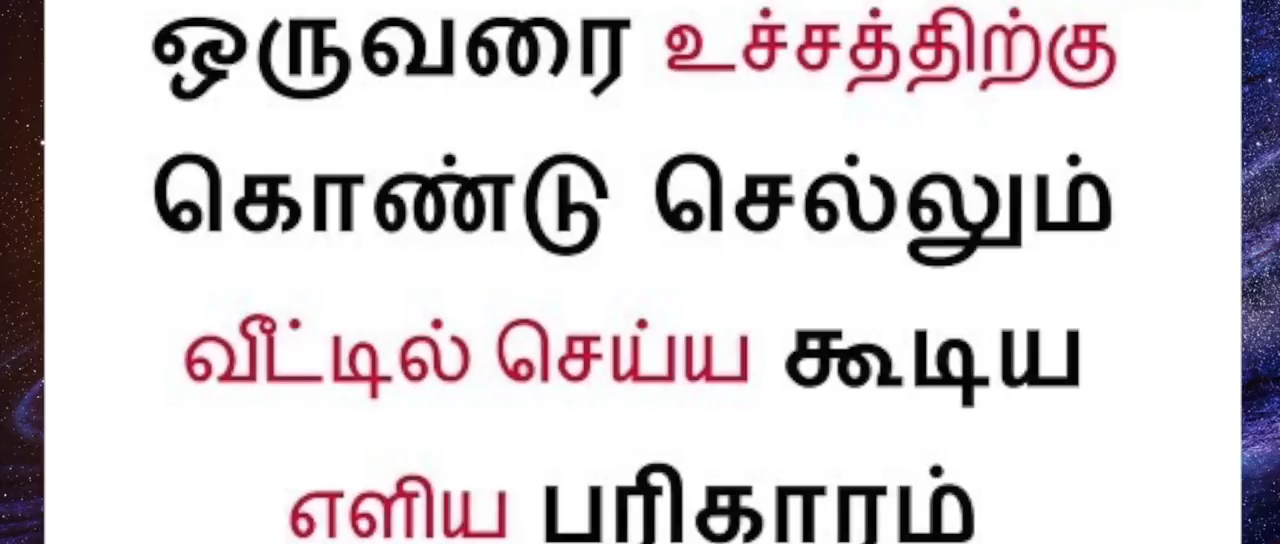 ஒருவரை உச்சத்திற்கு
கொண்டு செல்லும்
வீட்டில் செய்ய கூடிய
எளிய பரிகாரம்